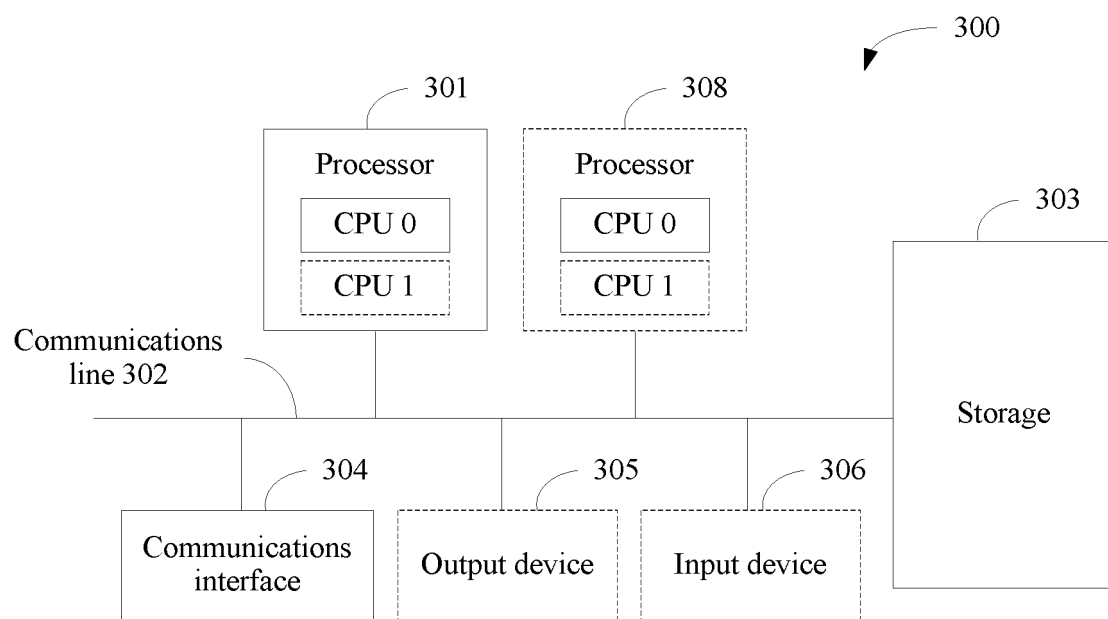 300
301
308
Processor
Processor
CPU 0
CPU 0
CPU 1
CPU 1
303
Storage
Communications
line 302
304
305
306
Communications
interface
Output device
Input device